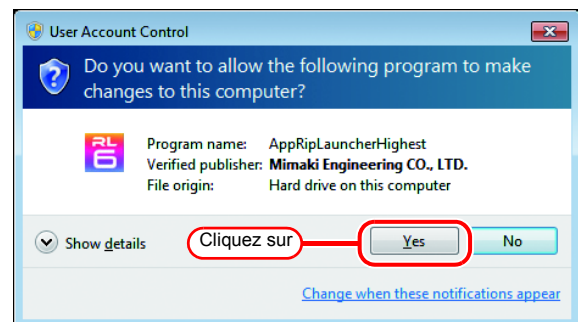 User Account Control
Do you want to allow the following program to make
changes to this computer?
RL
6
Program name: AppRipLauncherHighest
Verified publisher: Mimaki Engineering CO., LTD.
File origin: Hard drive on this computer
Show details
Cliquez sur
Yes
No
Change when these notifications appear